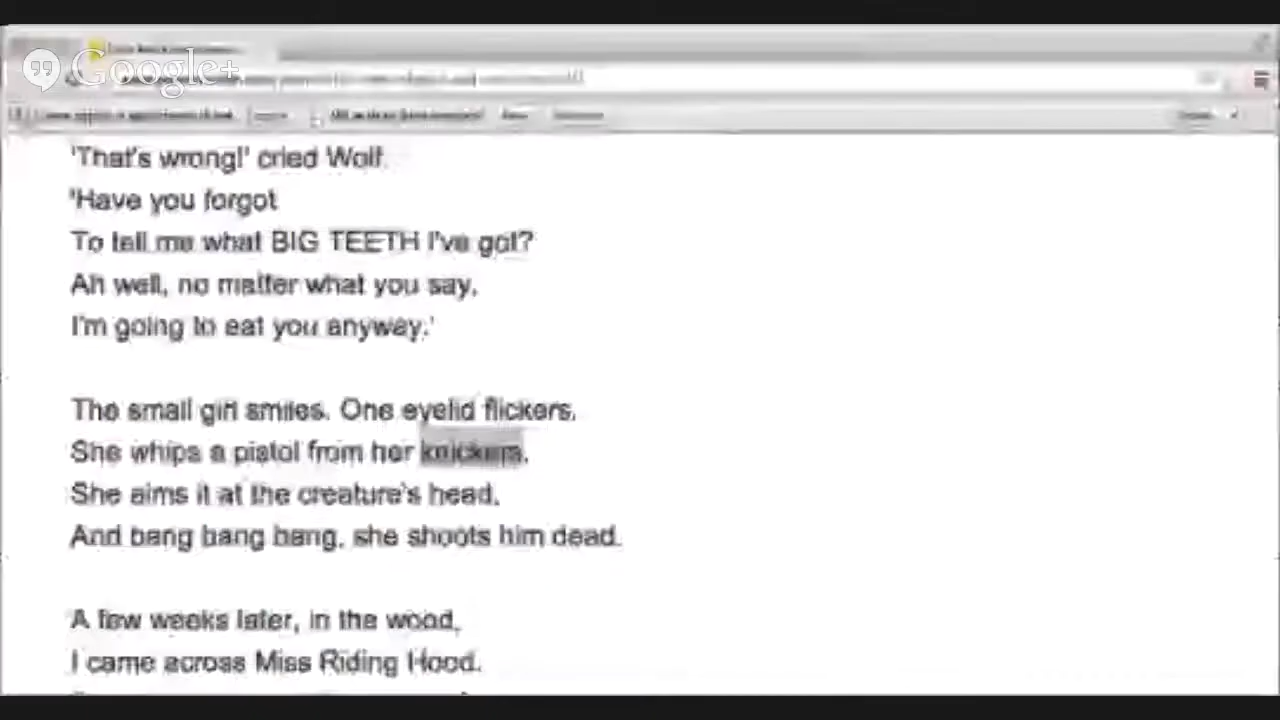 Google+
'That's wrong!' cried Wolf.
'Have you forgot
To tell me what BIG TEETH I've got?
Ah well, no matter what you say,
I'm going to eat you anyway.'
The small girl smiles. One eyelid flickers.
She whips a pistol from her knickers.
She aims it at the creature's head,
And bang bang bang, she shoots him dead.
A few weeks later, in the wood,
I came across Miss Riding Hood.